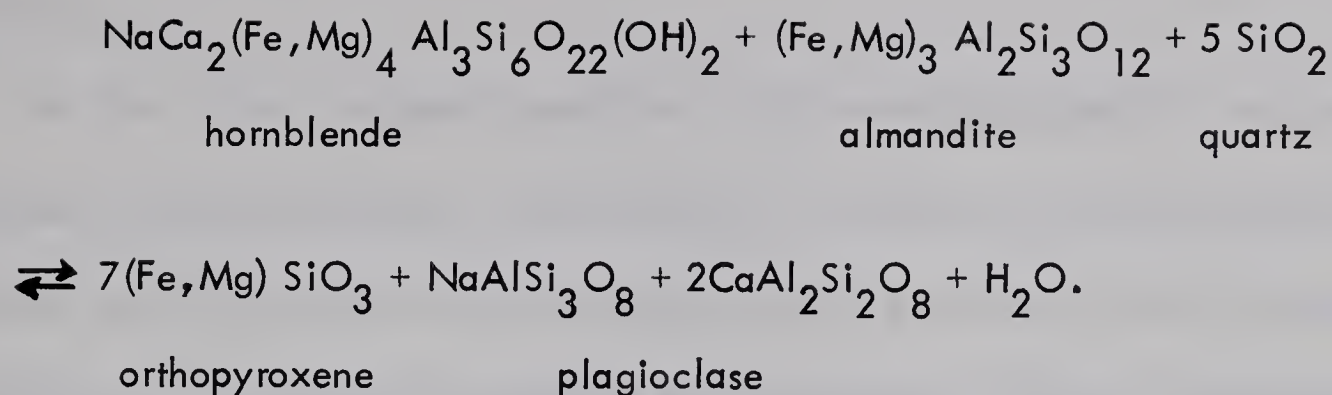 NaCa₂(Fe,Mg)₄ Al₃Si₆O₂₂(OH)₂ + (Fe,Mg)₃ Al₂Si₃O₁₂ + 5 SiO₂
hornblende almandite quartz
⇌ 7(Fe,Mg) SiO₃ + NaAlSi₃O₈ + 2CaAl₂Si₂O₈ + H₂O.
orthopyroxene plagioclase